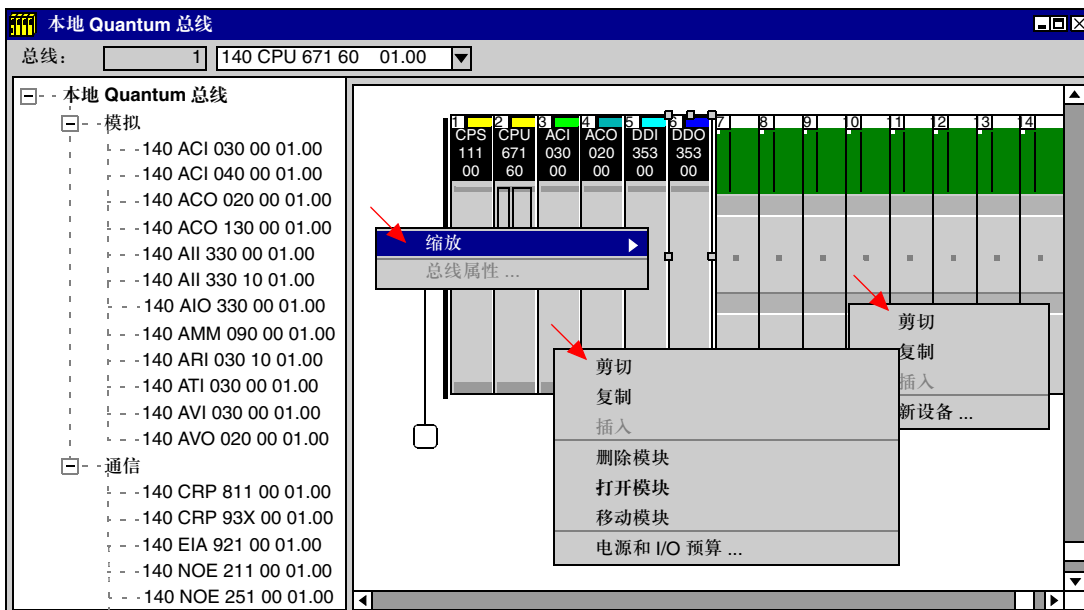 本地 Quantum 总线
总线： 1 140 CPU 671 60 01.00
本地 Quantum 总线
模拟
140 ACI 030 00 01.00
140 ACI 040 00 01.00
140 ACO 020 00 01.00
140 ACO 130 00 01.00
140 AII 330 00 01.00
140 AII 330 10 01.00
140 AIO 330 00 01.00
140 AMM 090 00 01.00
140 ARI 030 10 01.00
140 ATI 030 00 01.00
140 AVI 030 00 01.00
140 AVO 020 00 01.00
通信
140 CRP 811 00 01.00
140 CRP 93X 00 01.00
140 EIA 921 00 01.00
140 NOE 211 00 01.00
140 NOE 251 00 01.00
1 2 3 4 5 6 7 8 9 10 11 12 13 14
CPS CPU ACI ACO DDI DDO
111 671 030 020 353 353
00 60 00 00 00 00
缩放
总线属性 ...
剪切
复制
插入
删除模块
打开模块
移动模块
电源和 I/O 预算 ...
剪切
复制
插入
新设备 ...